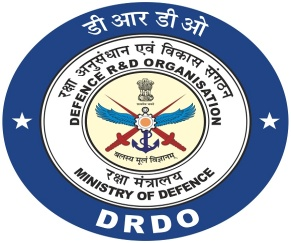 डी आर डी ओ
रक्षा अनुसंधान एवं विकास संगठन
DEFENCE R&D ORGANISATION
बलस्य मूलं विज्ञानम्
रक्षा मंत्रालय
MINISTRY OF DEFENCE
DRDO